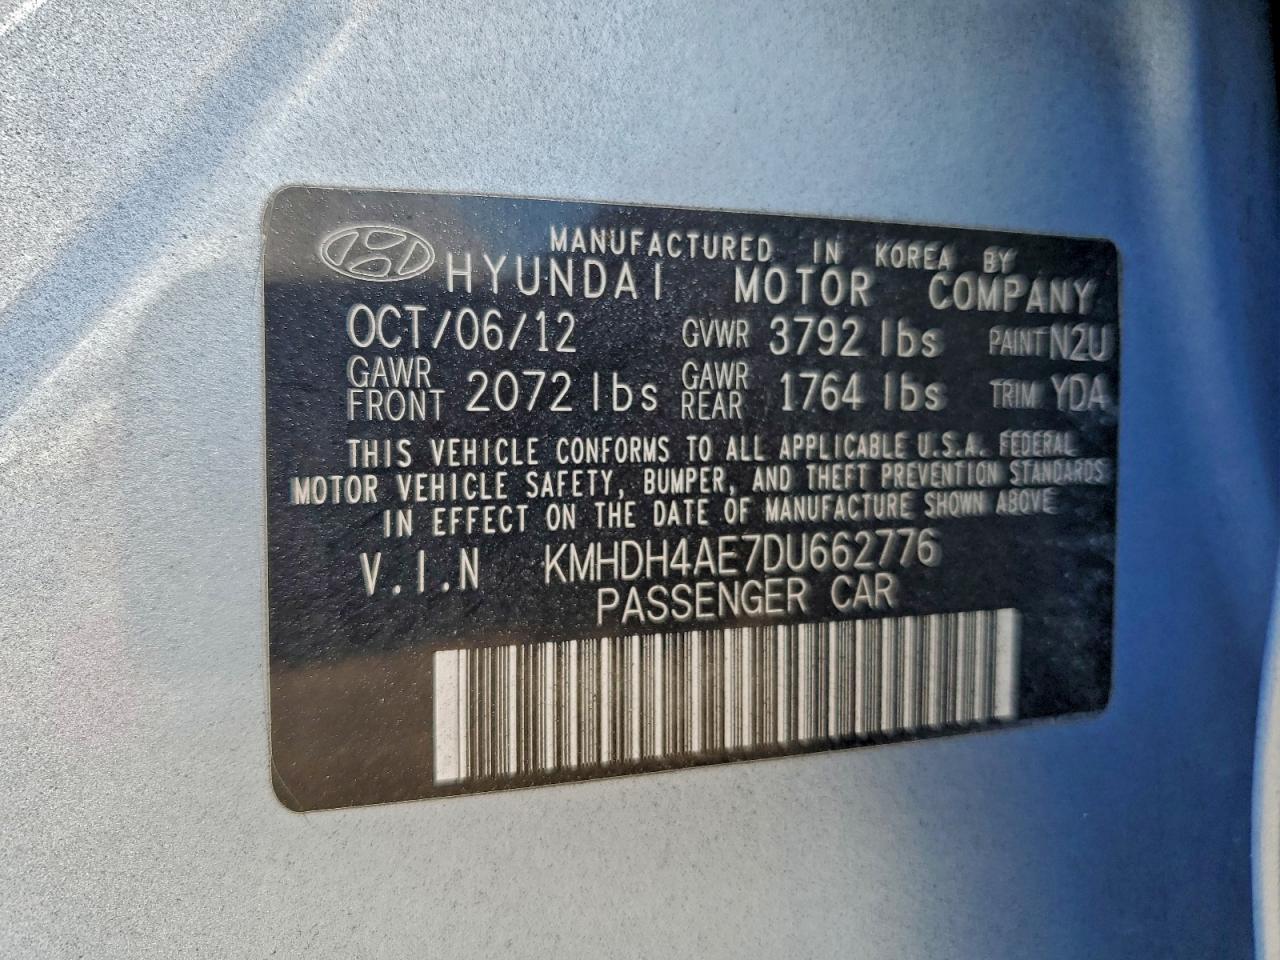 MANUFACTURED IN KOREA BY
HYUNDAI MOTOR COMPANY
OCT/06/12 GVWR 3792 lbs PAINT N2U
GAWR FRONT 2072 lbs GAWR REAR 1764 lbs TRIM YDA
THIS VEHICLE CONFORMS TO ALL APPLICABLE U.S.A. FEDERAL
MOTOR VEHICLE SAFETY, BUMPER, AND THEFT PREVENTION STANDARDS
IN EFFECT ON THE DATE OF MANUFACTURE SHOWN ABOVE
V.I.N KMHDH4AE7DU662776
PASSENGER CAR